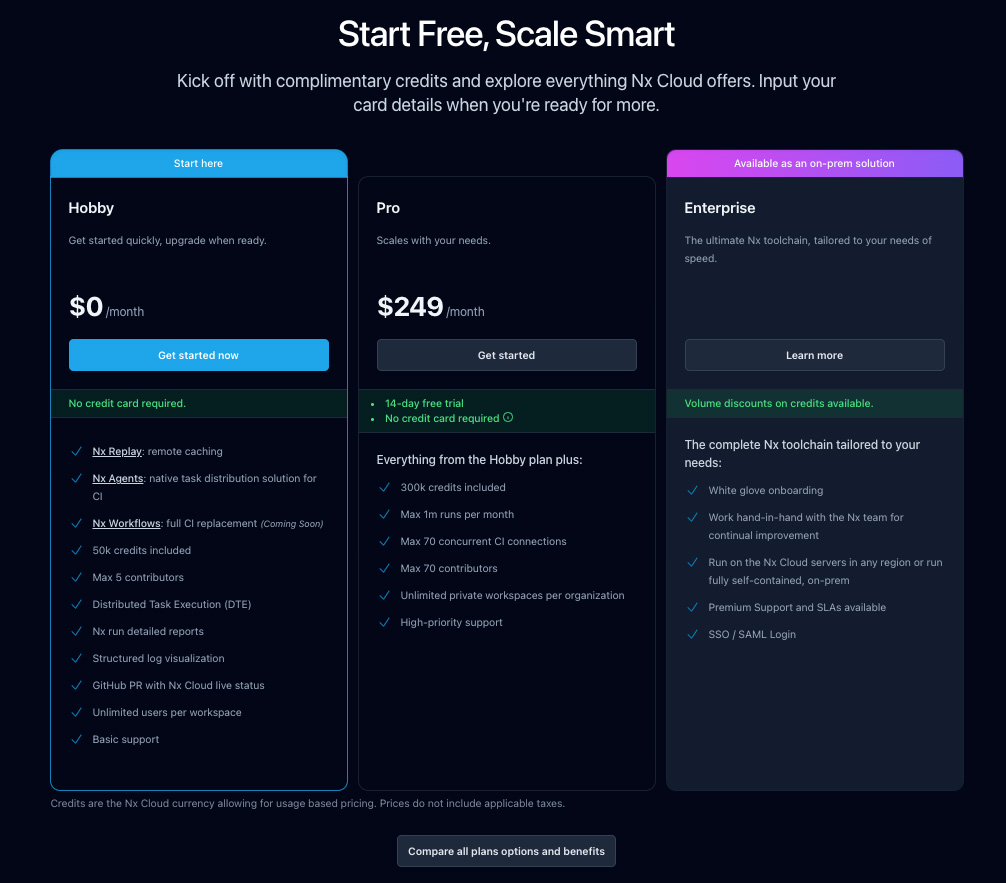 Start Free, Scale Smart
Kick off with complimentary credits and explore everything Nx Cloud offers. Input your
card details when you're ready for more.
Start here
Hobby
Get started quickly, upgrade when ready.
$0 /month
Get started now
No credit card required.
Nx Replay: remote caching
Nx Agents: native task distribution solution for
CI
Nx Workflows: full CI replacement (Coming Soon)
50k credits included
Max 5 contributors
Distributed Task Execution (DTE)
Nx run detailed reports
Structured log visualization
GitHub PR with Nx Cloud live status
Unlimited users per workspace
Basic support
Pro
Scales with your needs.
$249 /month
Get started
14-day free trial
No credit card required
Everything from the Hobby plan plus:
300k credits included
Max 1m runs per month
Max 70 concurrent CI connections
Max 70 contributors
Unlimited private workspaces per organization
High-priority support
Available as an on-prem solution
Enterprise
The ultimate Nx toolchain, tailored to your needs of
speed.
Learn more
Volume discounts on credits available.
The complete Nx toolchain tailored to your
needs:
White glove onboarding
Work hand-in-hand with the Nx team for
continual improvement
Run on the Nx Cloud servers in any region or run
fully self-contained, on-prem
Premium Support and SLAs available
SSO / SAML Login
Credits are the Nx Cloud currency allowing for usage based pricing. Prices do not include applicable taxes.
Compare all plans options and benefits